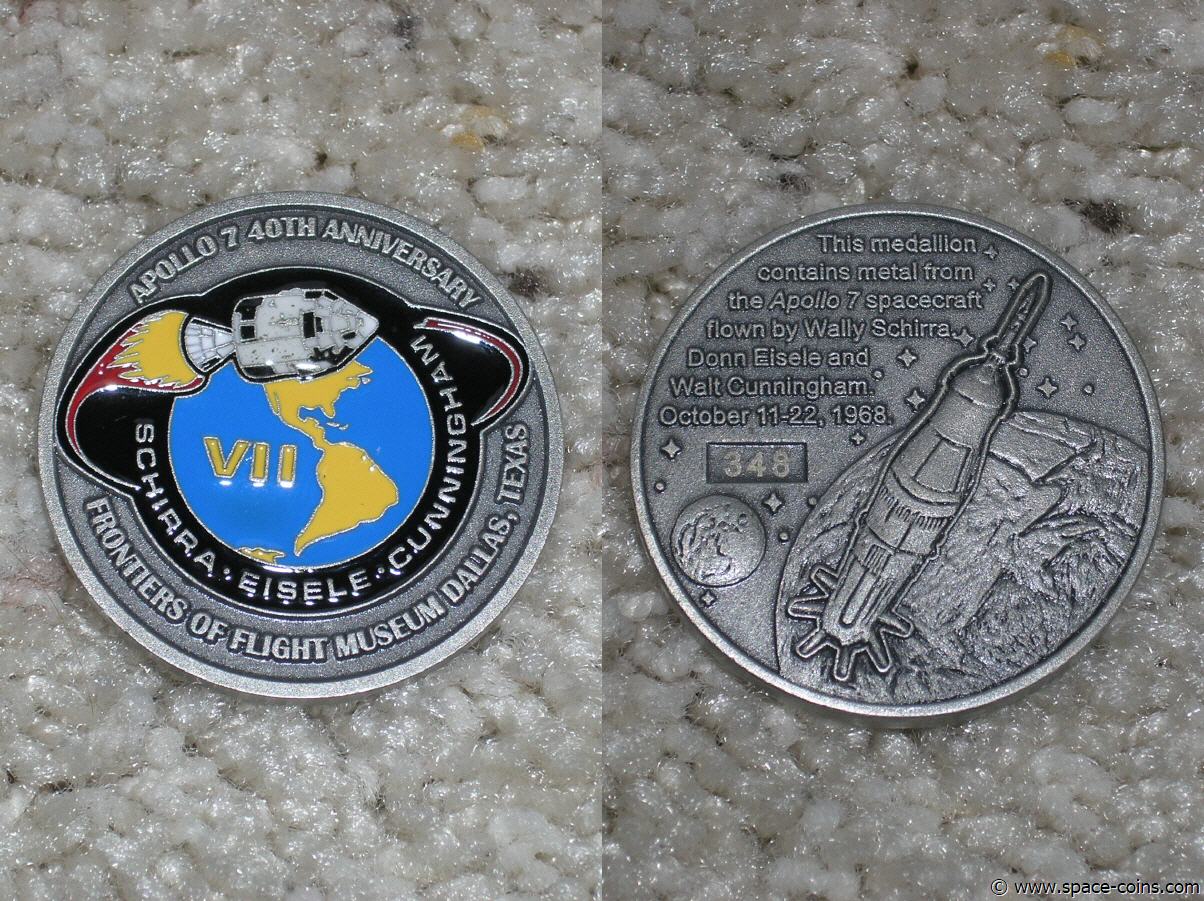 APOLLO 7 40TH ANNIVERSARY
VII
SCHIRRA · EISELE · CUNNINGHAM
FRONTIERS OF FLIGHT MUSEUM DALLAS, TEXAS
This medallion
contains metal from
the Apollo 7 spacecraft
flown by Wally Schirra,
Donn Eisele and
Walt Cunningham.
October 11-22, 1968.
348
© www.space-coins.com